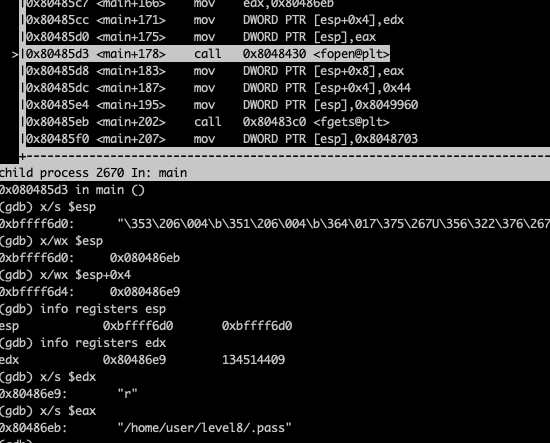 0x80485c7 <main+166> mov eax,0x80486eb
|0x80485cc <main+171> mov DWORD PTR [esp+0x4],edx
|0x80485d0 <main+175> mov DWORD PTR [esp],eax
>|0x80485d3 <main+178> call 0x8048430 <fopen@plt>
|0x80485d8 <main+183> mov DWORD PTR [esp+0x8],eax
|0x80485dc <main+187> mov DWORD PTR [esp+0x4],0x44
|0x80485e4 <main+195> mov DWORD PTR [esp],0x8049960
|0x80485eb <main+202> call 0x80483c0 <fgets@plt>
|0x80485f0 <main+207> mov DWORD PTR [esp],0x8048703
child process 2670 In: main
0x080485d3 in main ()
(gdb) x/s $esp
0xbffff6d0: "\353\206\004\b\351\206\004\b\364\017\375\267U\356\322\376\267
(gdb) x/wx $esp
0xbffff6d0: 0x080486eb
(gdb) x/wx $esp+0x4
0xbffff6d4: 0x080486e9
(gdb) info registers esp
esp 0xbffff6d0 0xbffff6d0
(gdb) info registers edx
edx 0x80486e9 134514409
(gdb) x/s $edx
0x80486e9: "r"
(gdb) x/s $eax
0x80486eb: "/home/user/level8/.pass"